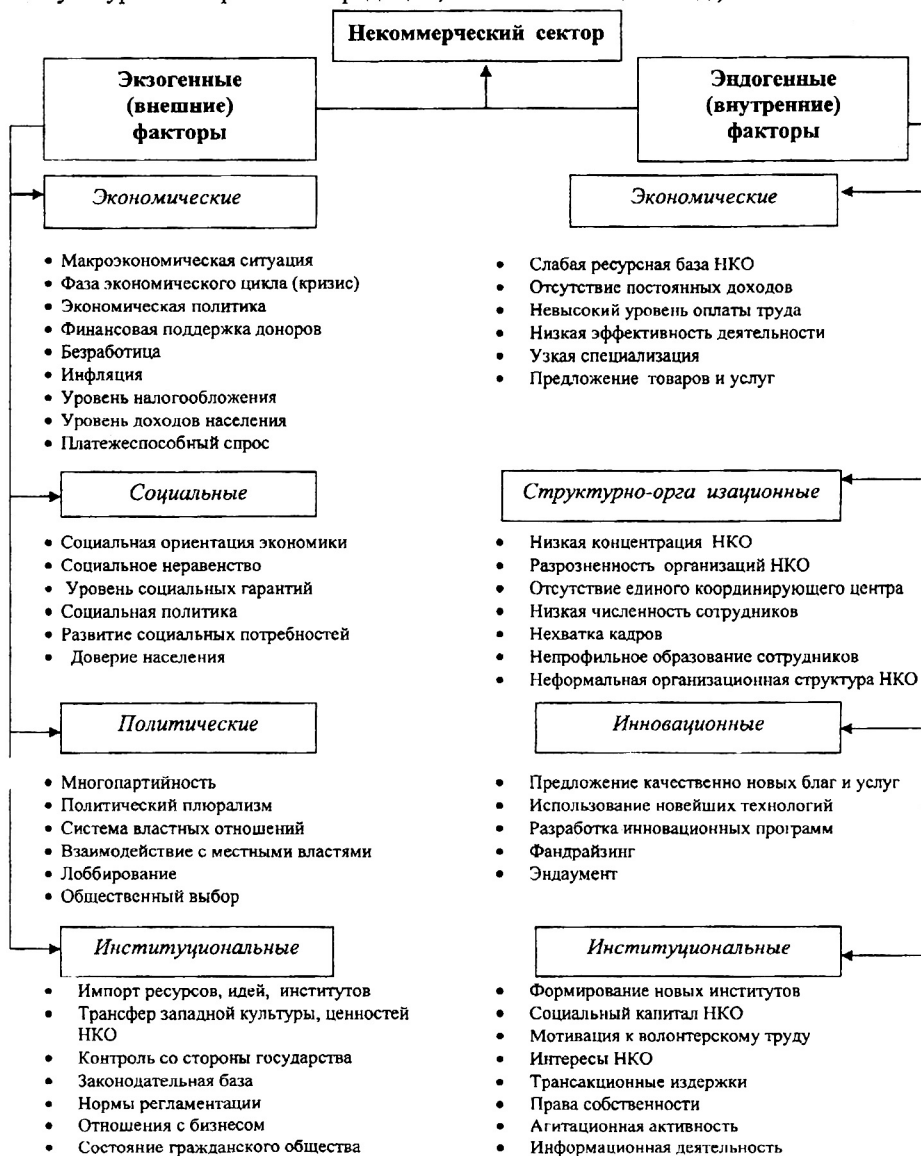 Некоммерческий сектор
Экзогенные
(внешние)
факторы
Эндогенные
(внутренние)
факторы
Экономические
• Макроэкономическая ситуация
• Фаза экономического цикла (кризис)
• Экономическая политика
• Финансовая поддержка доноров
• Безработица
• Инфляция
• Уровень налогообложения
• Уровень доходов населения
• Платежеспособный спрос
Экономические
• Слабая ресурсная база НКО
• Отсутствие постоянных доходов
• Невысокий уровень оплаты труда
• Низкая эффективность деятельности
• Узкая специализация
• Предложение товаров и услуг
Социальные
• Социальная ориентация экономики
• Социальное неравенство
• Уровень социальных гарантий
• Социальная политика
• Развитие социальных потребностей
• Доверие населения
Структурно-орга изационные
• Низкая концентрация НКО
• Разрозненность организаций НКО
• Отсутствие единого координирующего центра
• Низкая численность сотрудников
• Нехватка кадров
• Непрофильное образование сотрудников
• Неформальная организационная структура НКО
Политические
• Многопартийность
• Политический плюрализм
• Система властных отношений
• Взаимодействие с местными властями
• Лоббирование
• Общественный выбор
Инновационные
• Предложение качественно новых благ и услуг
• Использование новейших технологий
• Разработка инновационных программ
• Фандрайзинг
• Эндаумент
Институциональные
• Импорт ресурсов, идей, институтов
• Трансфер западной культуры, ценностей
НКО
• Контроль со стороны государства
• Законодательная база
• Нормы регламентации
• Отношения с бизнесом
• Состояние гражданского общества
Институциональные
• Формирование новых институтов
• Социальный капитал НКО
• Мотивация к волонтерскому труду
• Интересы НКО
• Трансакционные издержки
• Права собственности
• Агитационная активность
• Информационная деятельность